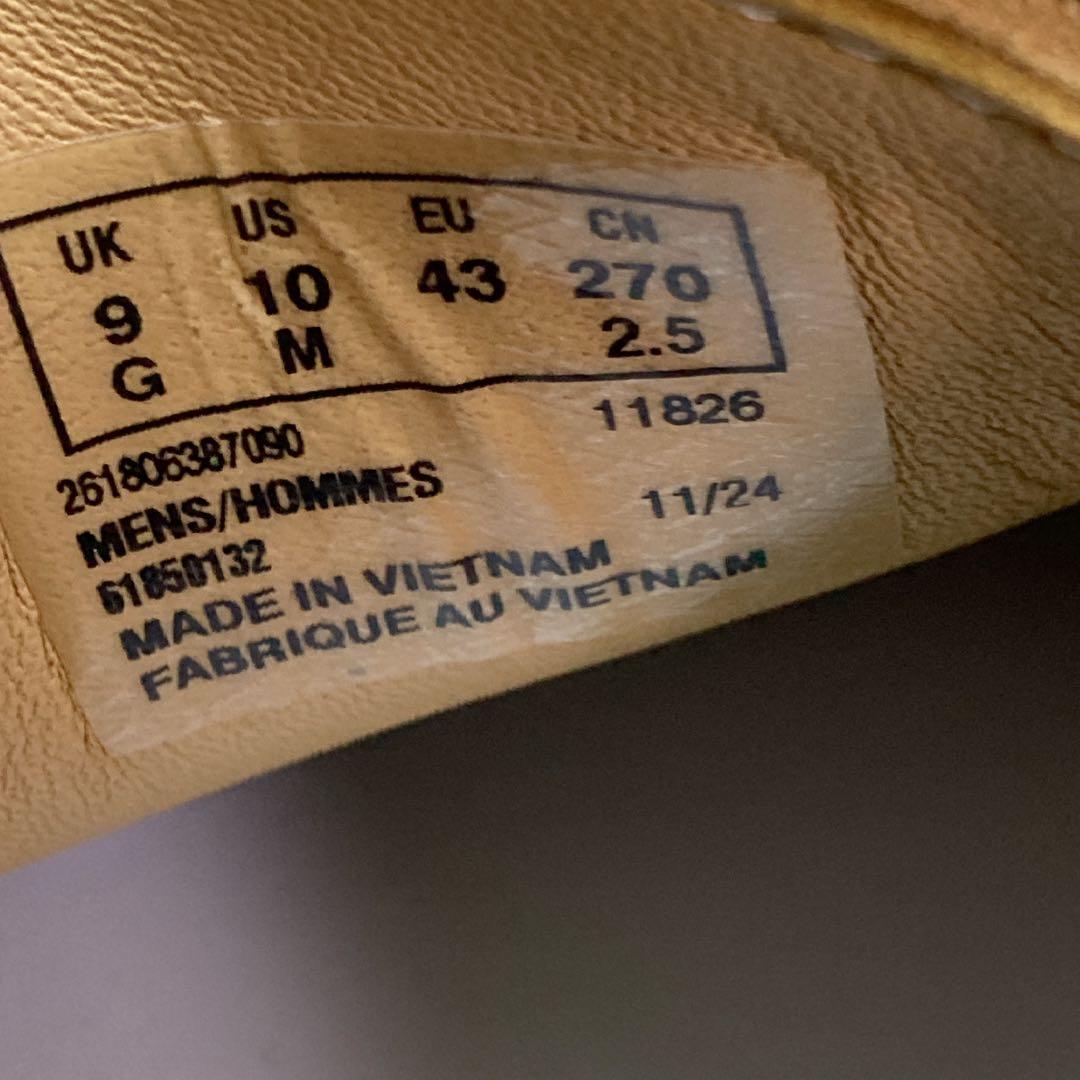 UK US EU CN
9 10 43 270
G M 2.5
261806387090 11826
MENS/HOMMES 11/24
61850132
MADE IN VIETNAM
FABRIQUE AU VIETNAM